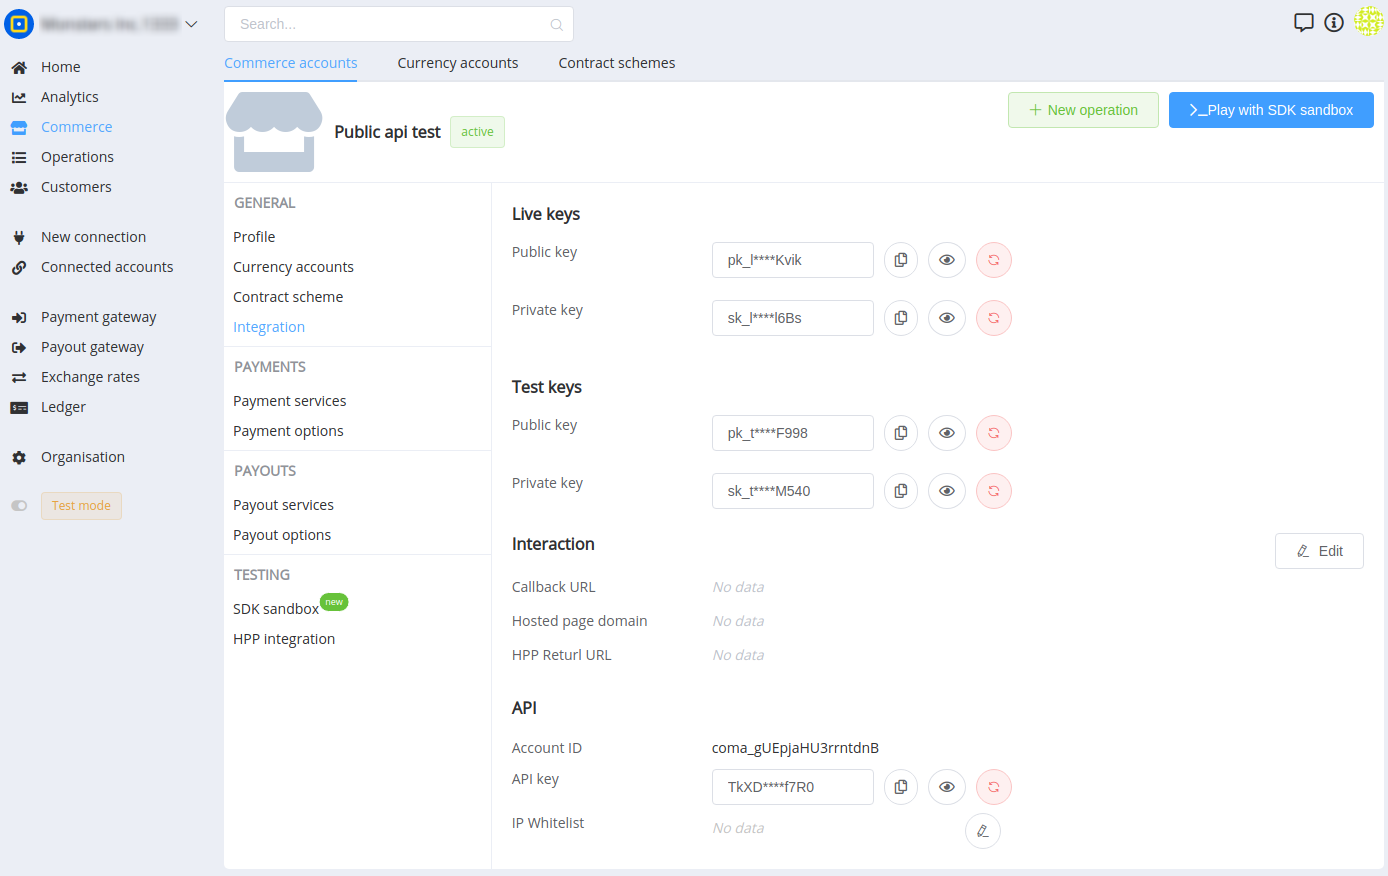 Search...
Home
Analytics
Commerce
Operations
Customers
New connection
Connected accounts
Payment gateway
Payout gateway
Exchange rates
Ledger
Organisation
Test mode
Commerce accounts
Currency accounts
Contract schemes
Public api test
active
New operation
>_Play with SDK sandbox
GENERAL
Profile
Currency accounts
Contract scheme
Integration
PAYMENTS
Payment services
Payment options
PAYOUTS
Payout services
Payout options
TESTING
SDK sandbox new
HPP integration
Live keys
Public key pk_l****Kvik
Private key sk_l****l6Bs
Test keys
Public key pk_t****F998
Private key sk_t****M540
Interaction
Edit
Callback URL No data
Hosted page domain No data
HPP Returl URL No data
API
Account ID coma_gUEpjaHU3rrntdnB
API key TkXD****f7R0
IP Whitelist No data